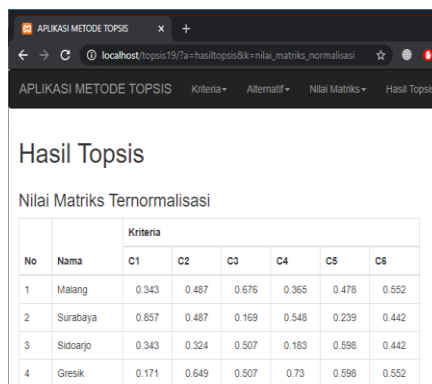 APLIKASI METODE TOPSIS × +
localhost/topsis19/?a=hasiltopsis&k=nilai_matriks_normalisasi
APLIKASI METODE TOPSIS Kriteria Alternatif Nilai Matriks Hasil Topsis
Hasil Topsis
Nilai Matriks Ternormalisasi
Kriteria
No Nama C1 C2 C3 C4 C5 C6
1 Malang 0.343 0.487 0.676 0.365 0.478 0.552
2 Surabaya 0.857 0.487 0.169 0.548 0.239 0.442
3 Sidoarjo 0.343 0.324 0.507 0.183 0.598 0.442
4 Gresik 0.171 0.649 0.507 0.73 0.598 0.552